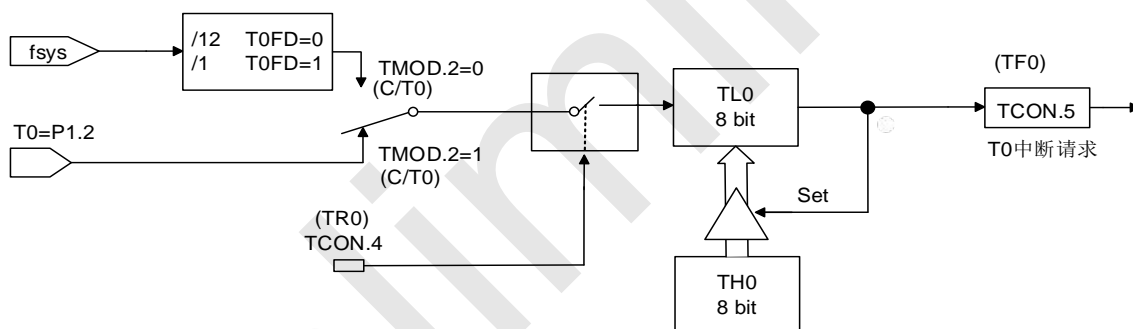 fsys
/12 T0FD=0
/1 T0FD=1
TMOD.2=0
(C/T0)
T0=P1.2
TMOD.2=1
(C/T0)
(TR0)
TCON.4
TL0
8 bit
(TF0)
TCON.5
T0中断请求
Set
TH0
8 bit